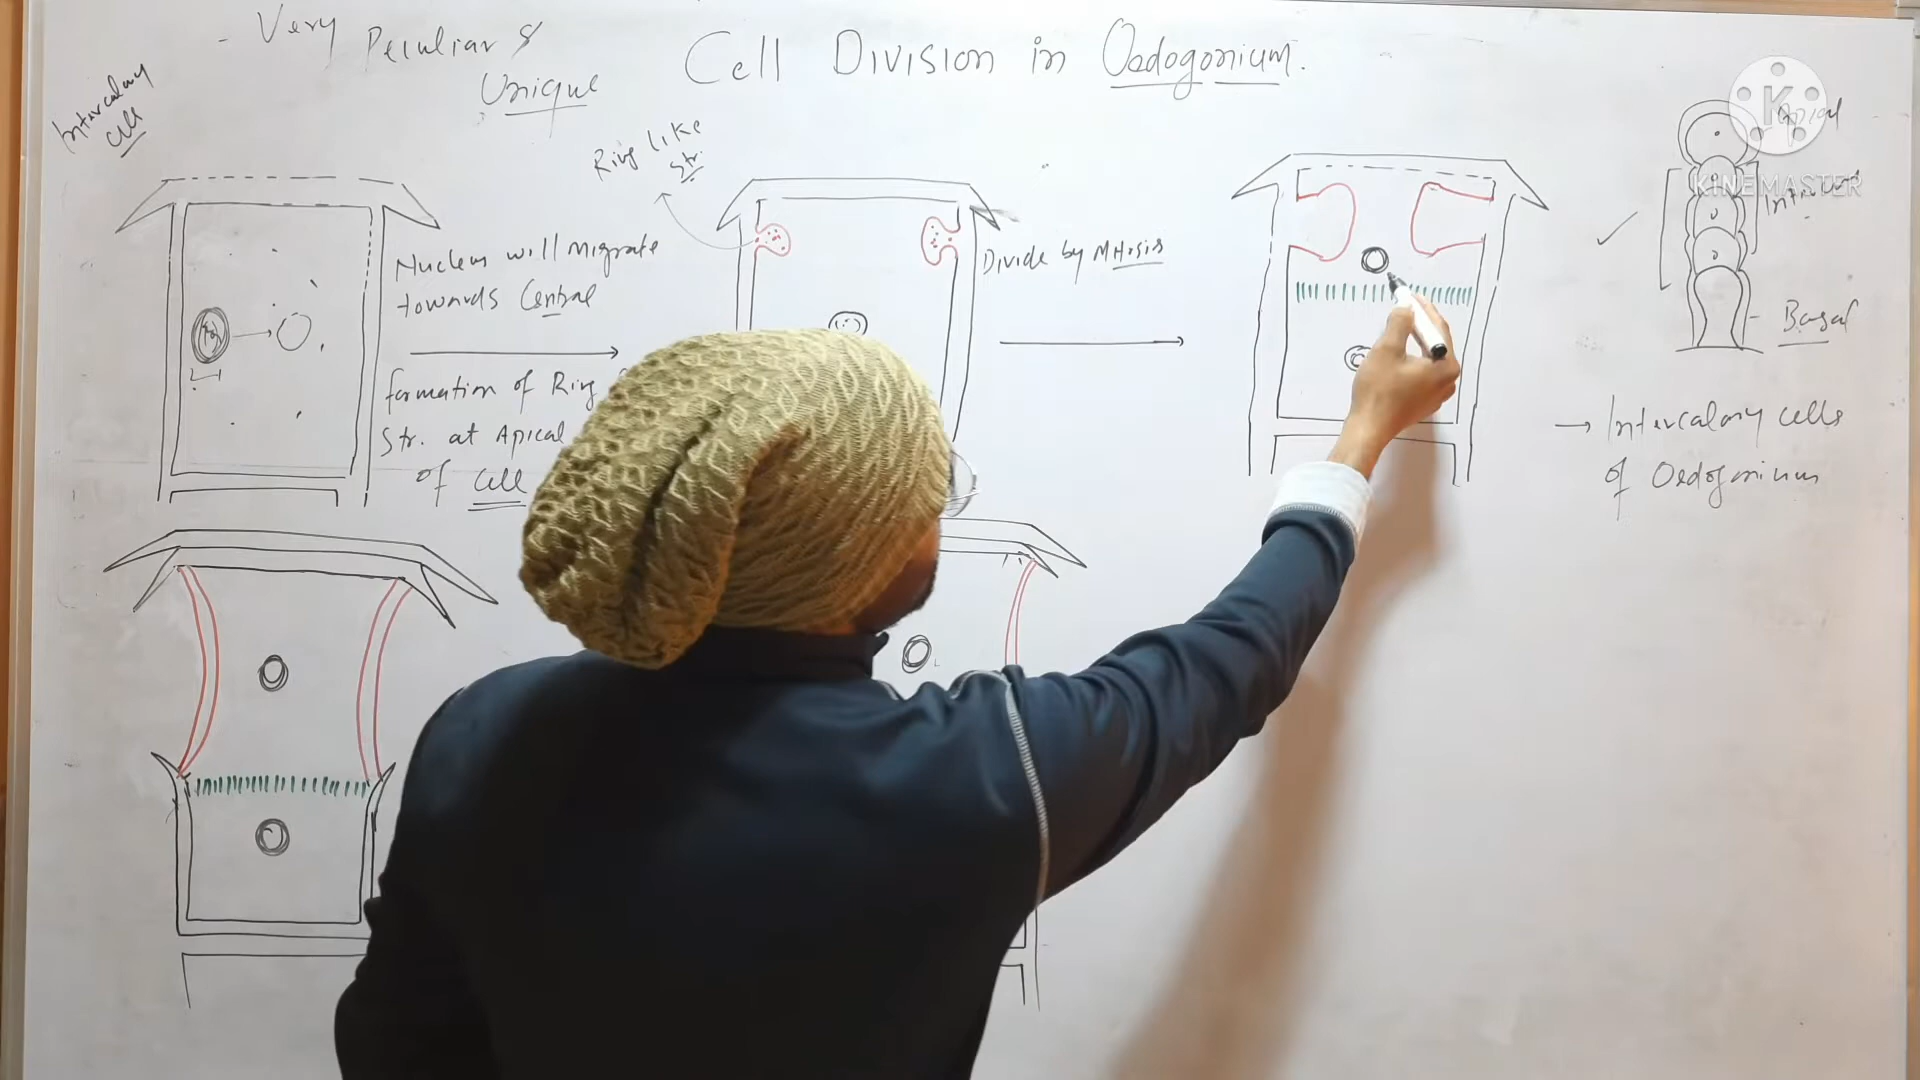 - Very Peculiar &
Unique
Cell Division in Oedogonium.
Intercalary
Cell
Ring like
Str.
Nucleus will migrate
towards Central
formation of Ring
Str. at Apical
of Cell
Divide by Mitosis
Apical
KINEMASTER
Basal
→ Intercalary cells
of Oedogonium